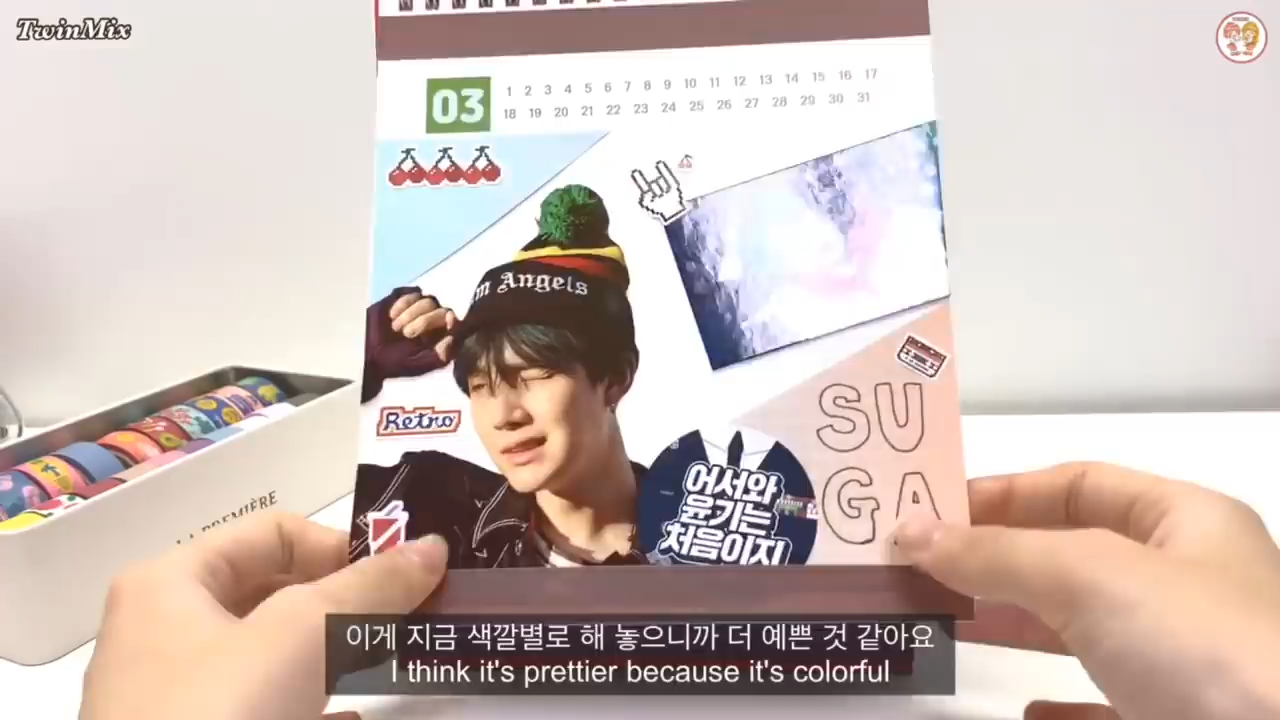 TwinMix
03
1 2 3 4 5 6 7 8 9 10 11 12 13 14 15 16 17
18 19 20 21 22 23 24 25 26 27 28 29 30 31
m Angels
Retro
SU
GA
어서와
윤기는
처음이지
LA PREMIÈRE
이게 지금 색깔별로 해 놓으니까 더 예쁜 것 같아요
I think it's prettier because it's colorful